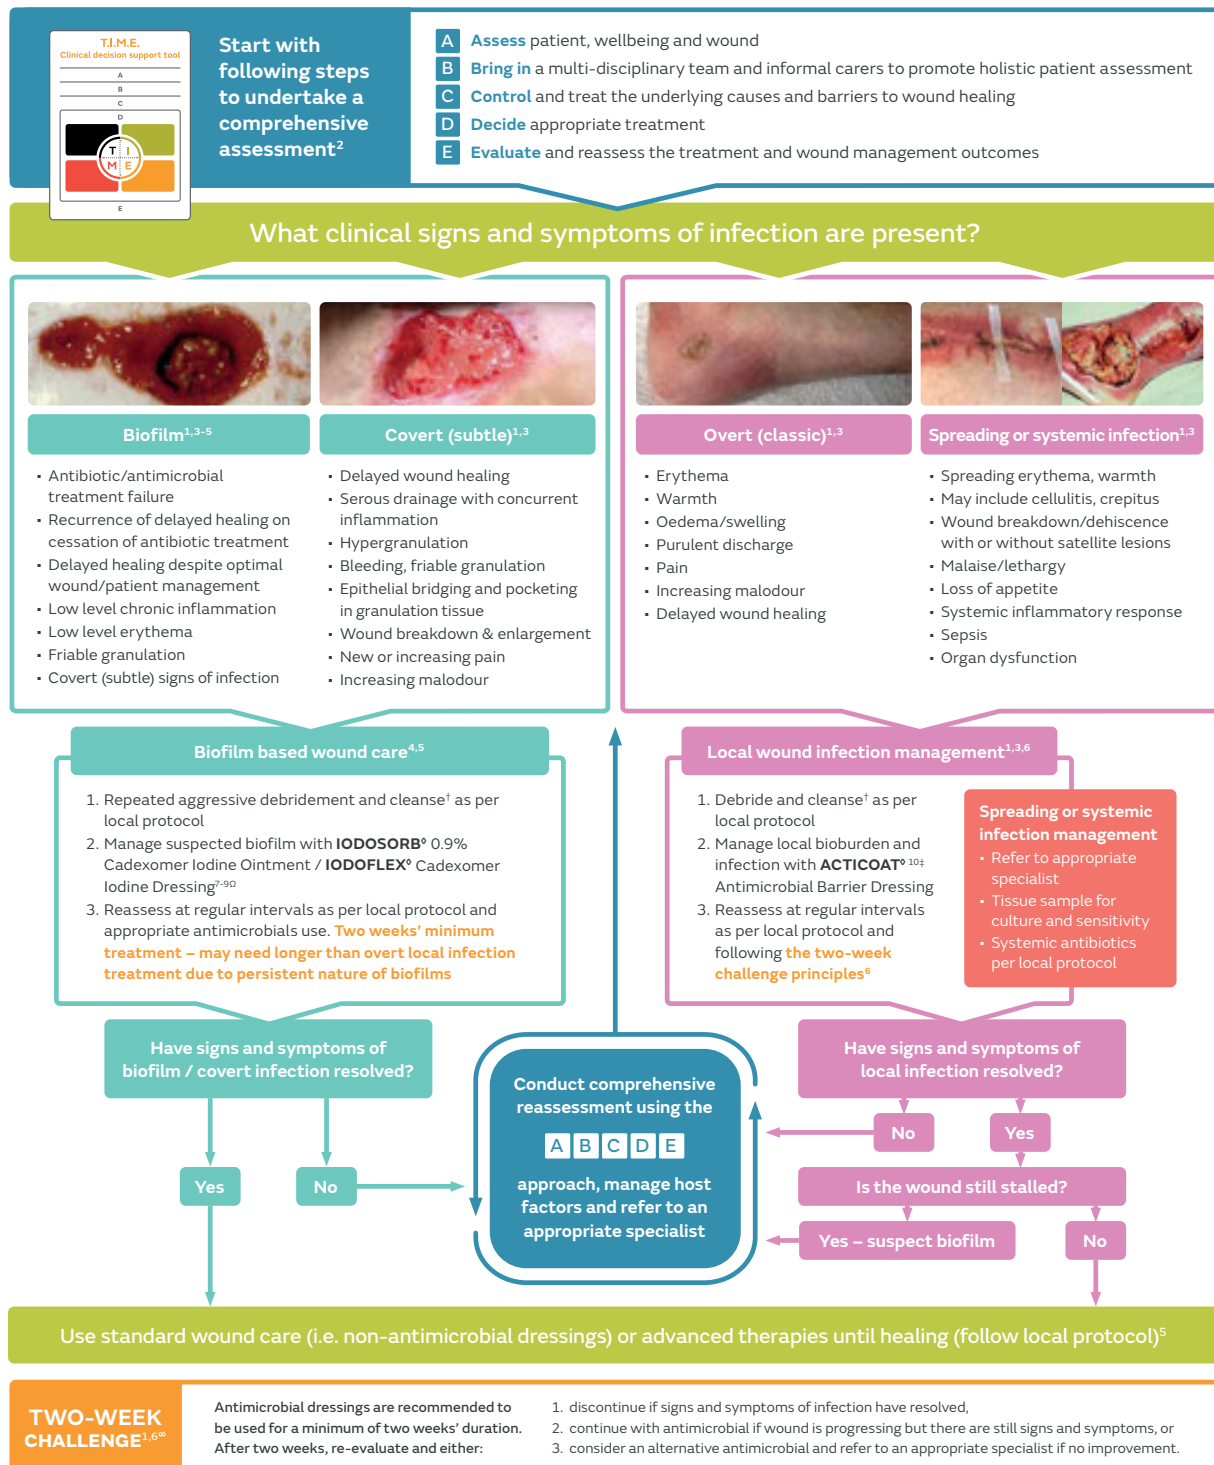 T.I.M.E.
Clinical decision support tool
A
B
C
D
T I
M E
E
Start with
following steps
to undertake a
comprehensive
assessment2
A Assess patient, wellbeing and wound
B Bring in a multi-disciplinary team and informal carers to promote holistic patient assessment
C Control and treat the underlying causes and barriers to wound healing
D Decide appropriate treatment
E Evaluate and reassess the treatment and wound management outcomes
What clinical signs and symptoms of infection are present?
Biofilm1,3-5
• Antibiotic/antimicrobial
treatment failure
• Recurrence of delayed healing on
cessation of antibiotic treatment
• Delayed healing despite optimal
wound/patient management
• Low level chronic inflammation
• Low level erythema
• Friable granulation
• Covert (subtle) signs of infection
Covert (subtle)1,3
• Delayed wound healing
• Serous drainage with concurrent
inflammation
• Hypergranulation
• Bleeding, friable granulation
• Epithelial bridging and pocketing
in granulation tissue
• Wound breakdown & enlargement
• New or increasing pain
• Increasing malodour
Overt (classic)1,3
• Erythema
• Warmth
• Oedema/swelling
• Purulent discharge
• Pain
• Increasing malodour
• Delayed wound healing
Spreading or systemic infection1,3
• Spreading erythema, warmth
• May include cellulitis, crepitus
• Wound breakdown/dehiscence
with or without satellite lesions
• Malaise/lethargy
• Loss of appetite
• Systemic inflammatory response
• Sepsis
• Organ dysfunction
Biofilm based wound care4,5
1. Repeated aggressive debridement and cleanse† as per
local protocol
2. Manage suspected biofilm with IODOSORB◊ 0.9%
Cadexomer Iodine Ointment / IODOFLEX◊ Cadexomer
Iodine Dressing7-9Ω
3. Reassess at regular intervals as per local protocol and
appropriate antimicrobials use. Two weeks' minimum
treatment – may need longer than overt local infection
treatment due to persistent nature of biofilms
Local wound infection management1,3,6
1. Debride and cleanse† as per
local protocol
2. Manage local bioburden and
infection with ACTICOAT◊ 10‡
Antimicrobial Barrier Dressing
3. Reassess at regular intervals
as per local protocol and
following the two-week
challenge principles6
Spreading or systemic
infection management
• Refer to appropriate
specialist
• Tissue sample for
culture and sensitivity
• Systemic antibiotics
per local protocol
Have signs and symptoms of
biofilm / covert infection resolved?
Yes
No
Conduct comprehensive
reassessment using the
A B C D E
approach, manage host
factors and refer to an
appropriate specialist
Have signs and symptoms of
local infection resolved?
No
Yes
Is the wound still stalled?
Yes – suspect biofilm
No
Use standard wound care (i.e. non-antimicrobial dressings) or advanced therapies until healing (follow local protocol)5
TWO-WEEK
CHALLENGE1,6∞
Antimicrobial dressings are recommended to
be used for a minimum of two weeks' duration.
After two weeks, re-evaluate and either:
1. discontinue if signs and symptoms of infection have resolved,
2. continue with antimicrobial if wound is progressing but there are still signs and symptoms, or
3. consider an alternative antimicrobial and refer to an appropriate specialist if no improvement.